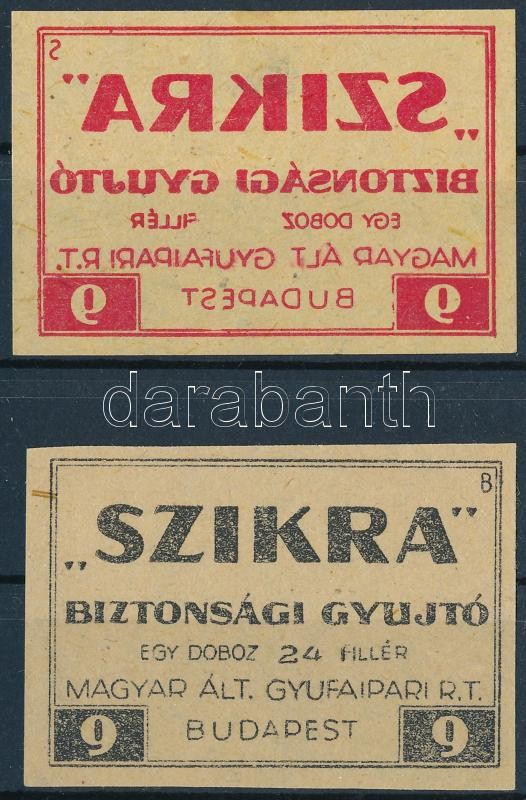 S
„SZIKRA"
BIZTONSÁGI GYUJTÓ
EGY DOBOZ FILLÉR
MAGYAR ÁLT. GYUFAIPARI R.T.
9 BUDAPEST 9
darabanth
B
„SZIKRA"
BIZTONSÁGI GYUJTÓ
EGY DOBOZ 24 FILLÉR
MAGYAR ÁLT. GYUFAIPARI R.T.
9 BUDAPEST 9